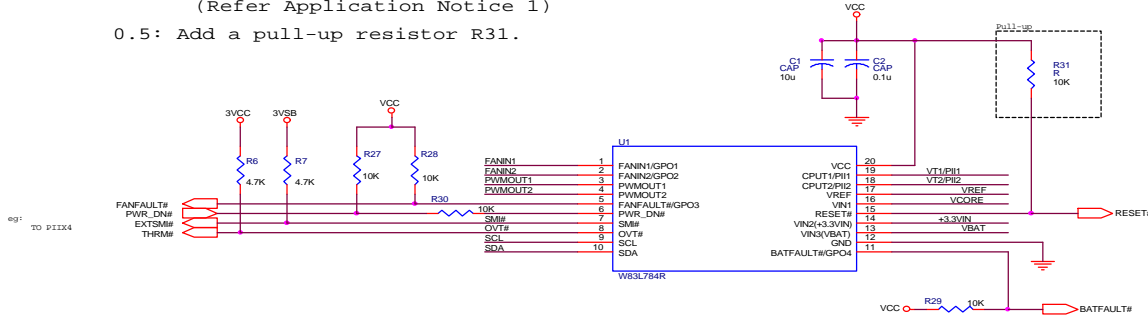 (Refer Application Notice 1)
0.5: Add a pull-up resistor R31.
VCC
Pull-up
C1
CAP
10u
C2
CAP
0.1u
R31
R
10K
3VCC
3VSB
VCC
R6
4.7K
R7
4.7K
R27
10K
R28
10K
R30
10K
FANFAULT#
PWR_DN#
EXTSMI#
THRM#
eg:
TO PIIX4
FANIN1
FANIN2
PWMOUT1
PWMOUT2
SMI#
OVT#
SCL
SDA
U1
1 FANIN1/GPO1
2 FANIN2/GPO2
3 PWMOUT1
4 PWMOUT2
5 FANFAULT#/GPO3
6 PWR_DN#
7 SMI#
8 OVT#
9 SCL
10 SDA
VCC 20
CPUT1/PII1 19
CPUT2/PII2 18
VREF 17
VIN1 16
RESET# 15
VIN2(+3.3VIN) 14
VIN3(VBAT) 13
GND 12
BATFAULT#/GPO4 11
W83L784R
VT1/PII1
VT2/PII2
VREF
VCORE
+3.3VIN
VBAT
RESET#
VCC
R29
10K
BATFAULT#